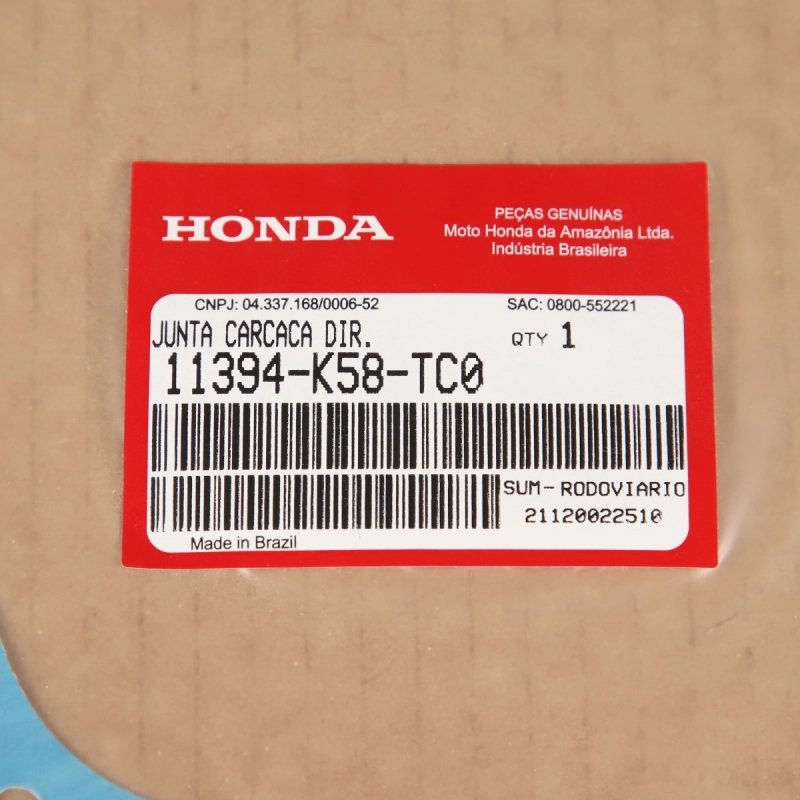 HONDA
PEÇAS GENUÍNAS
Moto Honda da Amazônia Ltda.
Indústria Brasileira
CNPJ: 04.337.168/0006-52
SAC: 0800-552221
JUNTA CARCACA DIR.
QTY 1
11394-K58-TC0
SUM-RODOVIARIO
21120022510
Made in Brazil